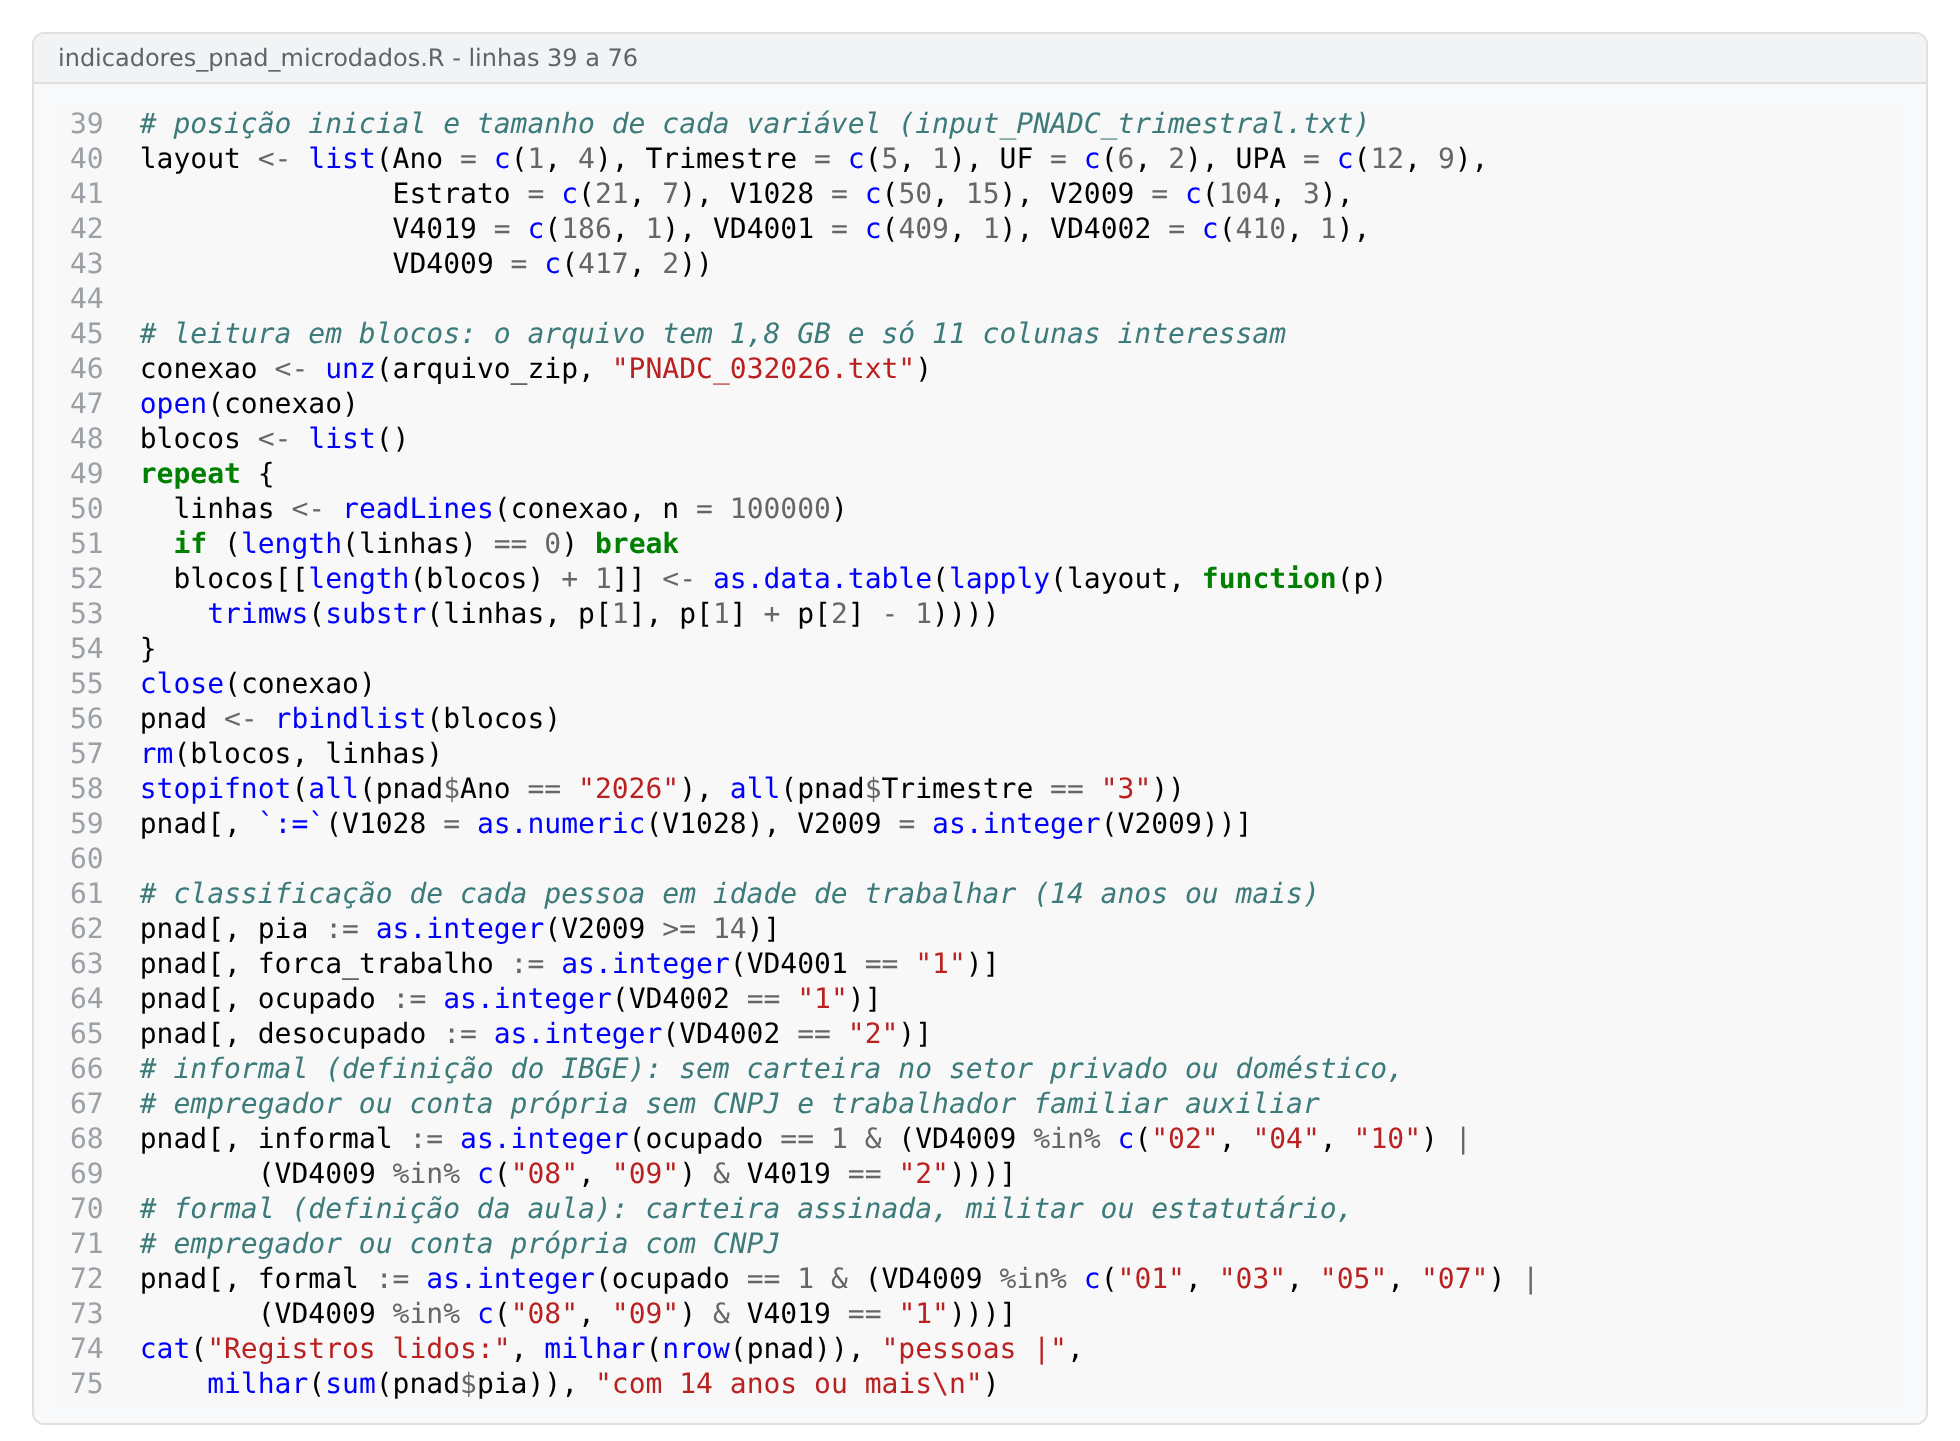 indicadores_pnad_microdados.R - linhas 39 a 76
39 # posição inicial e tamanho de cada variável (input_PNADC_trimestral.txt)
40 layout <- list(Ano = c(1, 4), Trimestre = c(5, 1), UF = c(6, 2), UPA = c(12, 9),
41                Estrato = c(21, 7), V1028 = c(50, 15), V2009 = c(104, 3),
42                V4019 = c(186, 1), VD4001 = c(409, 1), VD4002 = c(410, 1),
43                VD4009 = c(417, 2))
44
45 # leitura em blocos: o arquivo tem 1,8 GB e só 11 colunas interessam
46 conexao <- unz(arquivo_zip, "PNADC_032026.txt")
47 open(conexao)
48 blocos <- list()
49 repeat {
50   linhas <- readLines(conexao, n = 100000)
51   if (length(linhas) == 0) break
52   blocos[[length(blocos) + 1]] <- as.data.table(lapply(layout, function(p)
53     trimws(substr(linhas, p[1], p[1] + p[2] - 1))))
54 }
55 close(conexao)
56 pnad <- rbindlist(blocos)
57 rm(blocos, linhas)
58 stopifnot(all(pnad$Ano == "2026"), all(pnad$Trimestre == "3"))
59 pnad[, `:=`(V1028 = as.numeric(V1028), V2009 = as.integer(V2009))]
60
61 # classificação de cada pessoa em idade de trabalhar (14 anos ou mais)
62 pnad[, pia := as.integer(V2009 >= 14)]
63 pnad[, forca_trabalho := as.integer(VD4001 == "1")]
64 pnad[, ocupado := as.integer(VD4002 == "1")]
65 pnad[, desocupado := as.integer(VD4002 == "2")]
66 # informal (definição do IBGE): sem carteira no setor privado ou doméstico,
67 # empregador ou conta própria sem CNPJ e trabalhador familiar auxiliar
68 pnad[, informal := as.integer(ocupado == 1 & (VD4009 %in% c("02", "04", "10") |
69        (VD4009 %in% c("08", "09") & V4019 == "2")))]
70 # formal (definição da aula): carteira assinada, militar ou estatutário,
71 # empregador ou conta própria com CNPJ
72 pnad[, formal := as.integer(ocupado == 1 & (VD4009 %in% c("01", "03", "05", "07") |
73        (VD4009 %in% c("08", "09") & V4019 == "1")))]
74 cat("Registros lidos:", milhar(nrow(pnad)), "pessoas |",
75     milhar(sum(pnad$pia)), "com 14 anos ou mais\n")